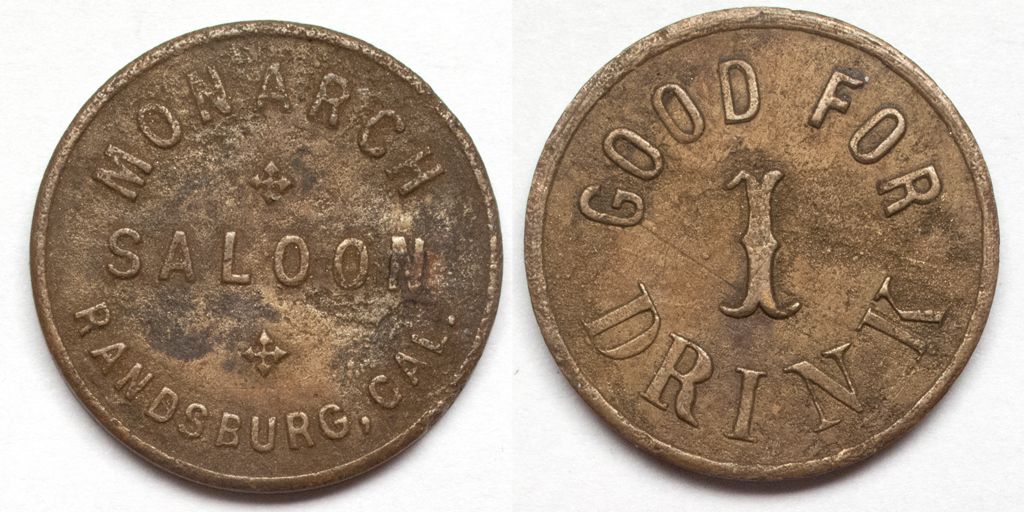 MONARCH
SALOON
RANDSBURG, CAL.
GOOD FOR
1
DRINK